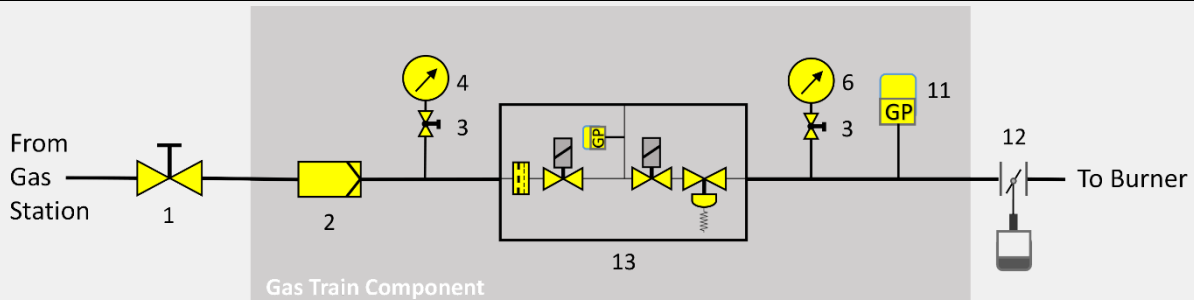 From
Gas
Station
1
2
4
3
GP
13
6
3
GP
11
12
To Burner
Gas Train Component